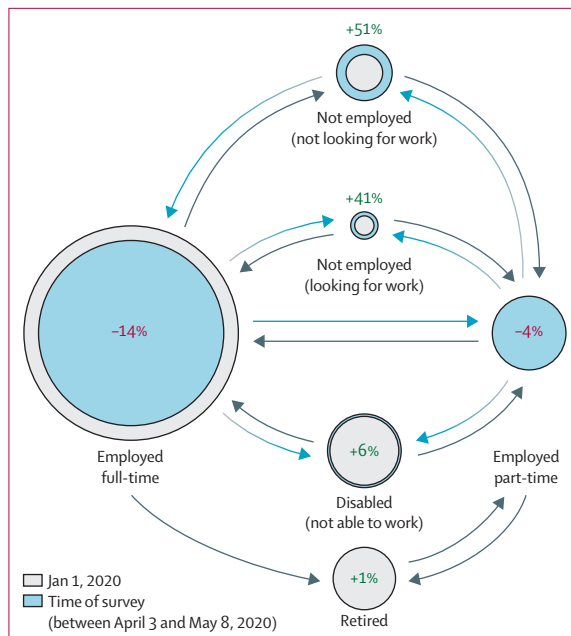 +51%
Not employed
(not looking for work)
+41%
Not employed
(looking for work)
−14%
−4%
Employed
full-time
+6%
Disabled
(not able to work)
Employed
part-time
+1%
Retired
Jan 1, 2020
Time of survey
(between April 3 and May 8, 2020)